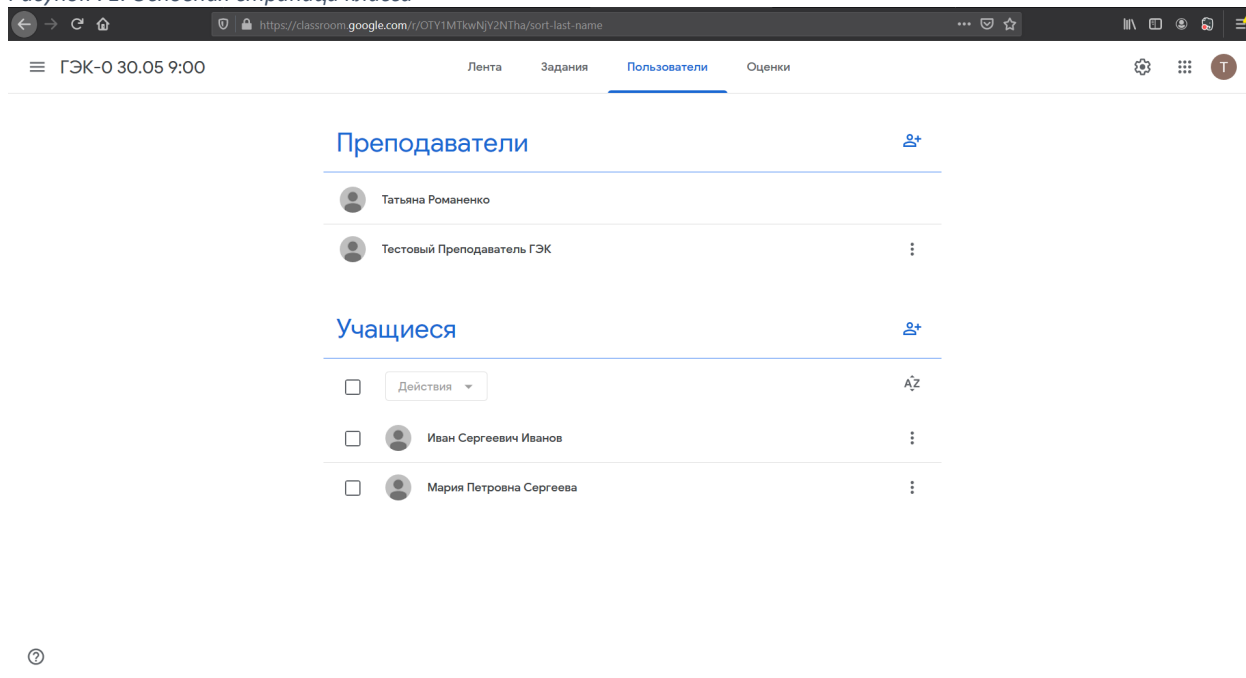 https://classroom.google.com/r/OTY1MTkwNjY2NTha/sort-last-name
ГЭК-0 30.05 9:00
Лента Задания Пользователи Оценки
T
Преподаватели
Татьяна Романенко
Тестовый Преподаватель ГЭК
Учащиеся
Действия
AZ
Иван Сергеевич Иванов
Мария Петровна Сергеева